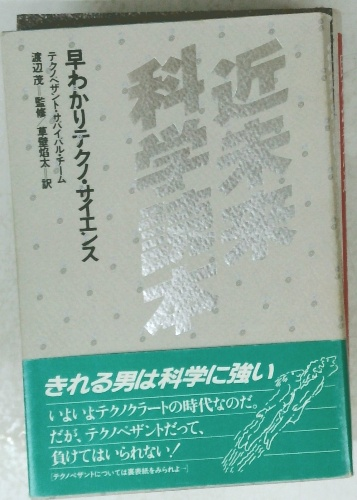 近未来
科学読本
早わかりテクノ・サイエンス
テクノペザント・サバイバル・チーム
渡辺 茂=監修/草壁焰太=訳
きれる男は科学に強い
いよいよテクノクラートの時代なのだ。
だが、テクノペザントだって、
負けてはいられない!
[テクノペザントについては裏表紙をみられよ→]